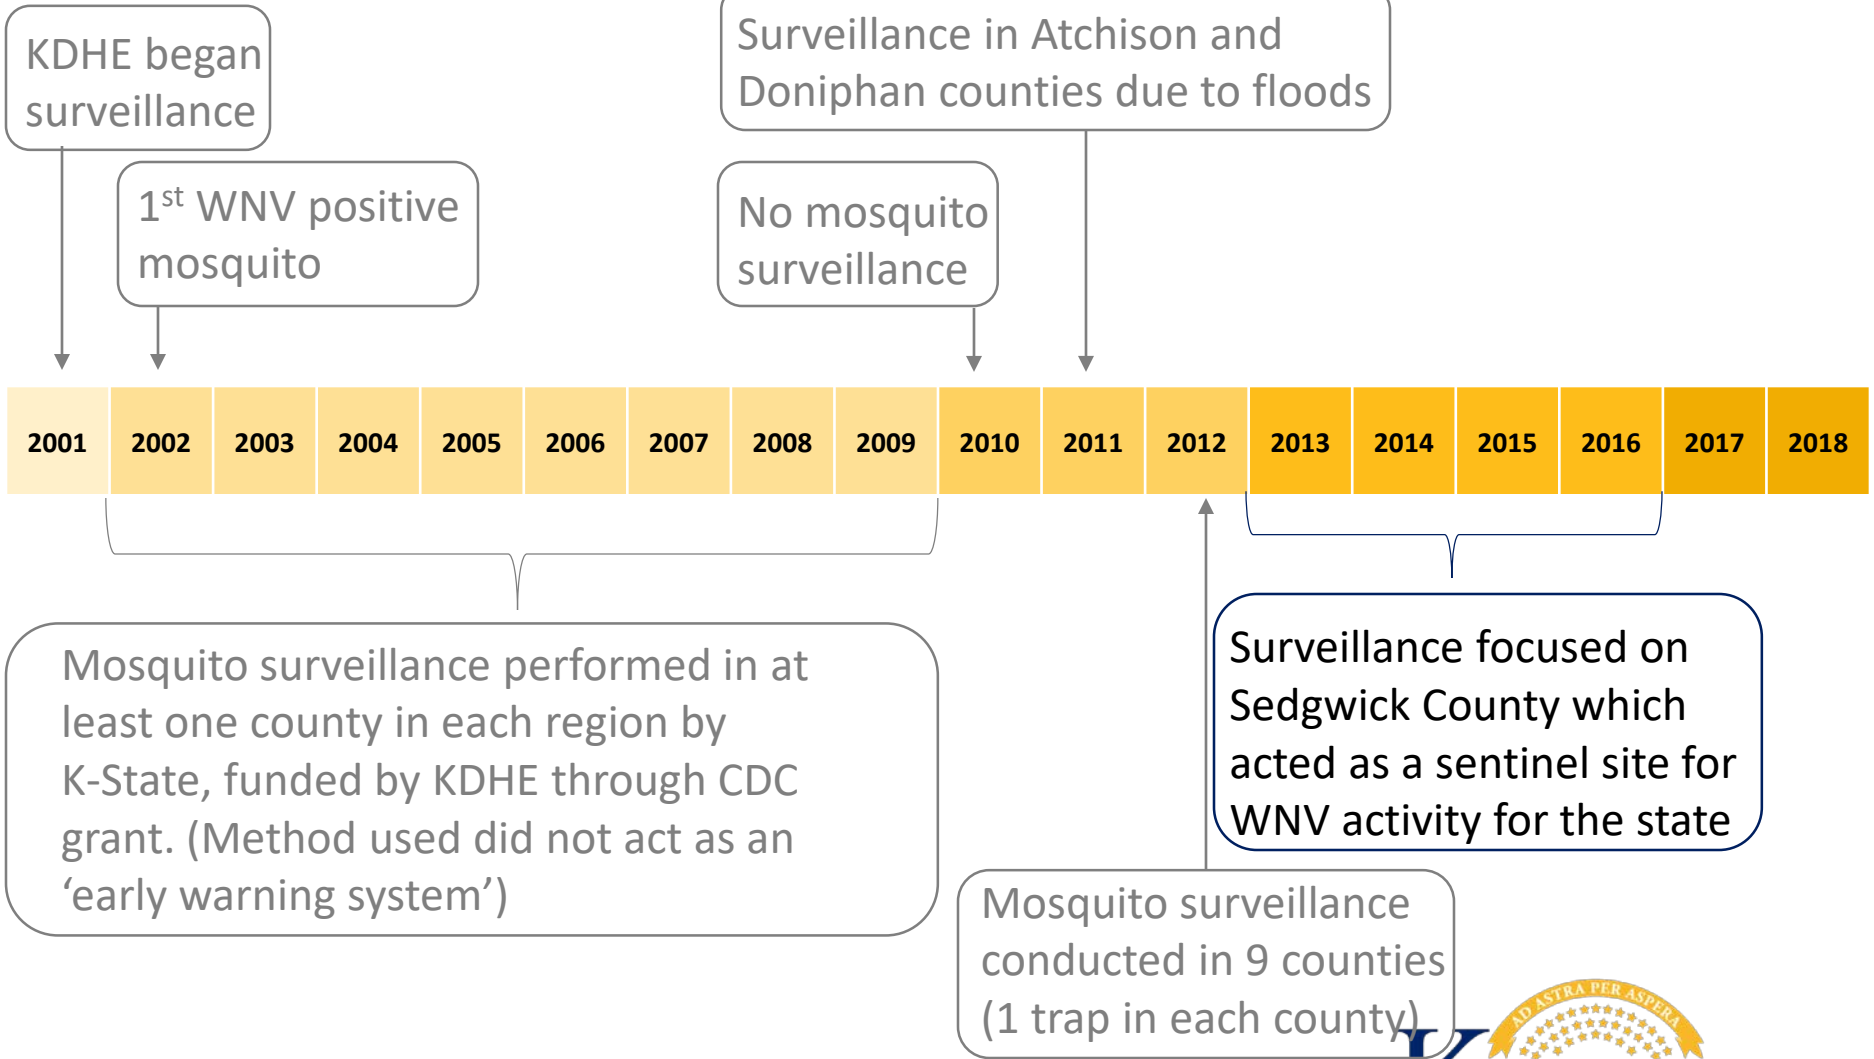 KDHE began
surveillance
Surveillance in Atchison and
Doniphan counties due to floods
1st WNV positive
mosquito
No mosquito
surveillance
2001 2002 2003 2004 2005 2006 2007 2008 2009 2010 2011 2012 2013 2014 2015 2016 2017 2018
Mosquito surveillance performed in at
least one county in each region by
K-State, funded by KDHE through CDC
grant. (Method used did not act as an
‘early warning system’)
Surveillance focused on
Sedgwick County which
acted as a sentinel site for
WNV activity for the state
Mosquito surveillance
conducted in 9 counties
(1 trap in each county)
AD ASTRA PER ASPERA